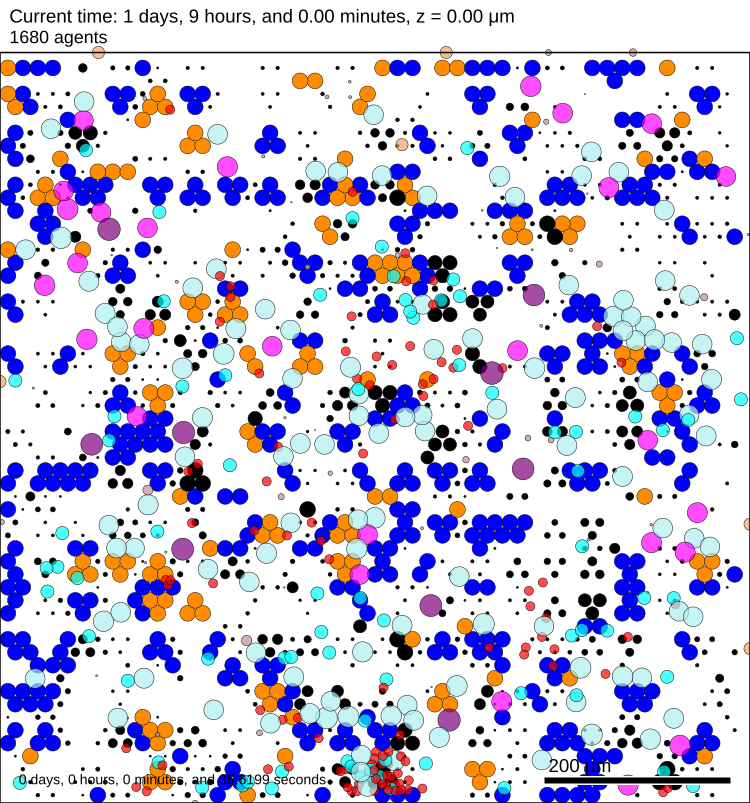 Current time: 1 days, 9 hours, and 0.00 minutes, z = 0.00 μm
1680 agents
200
0 days, 0 hours, 0 minutes, and seconds